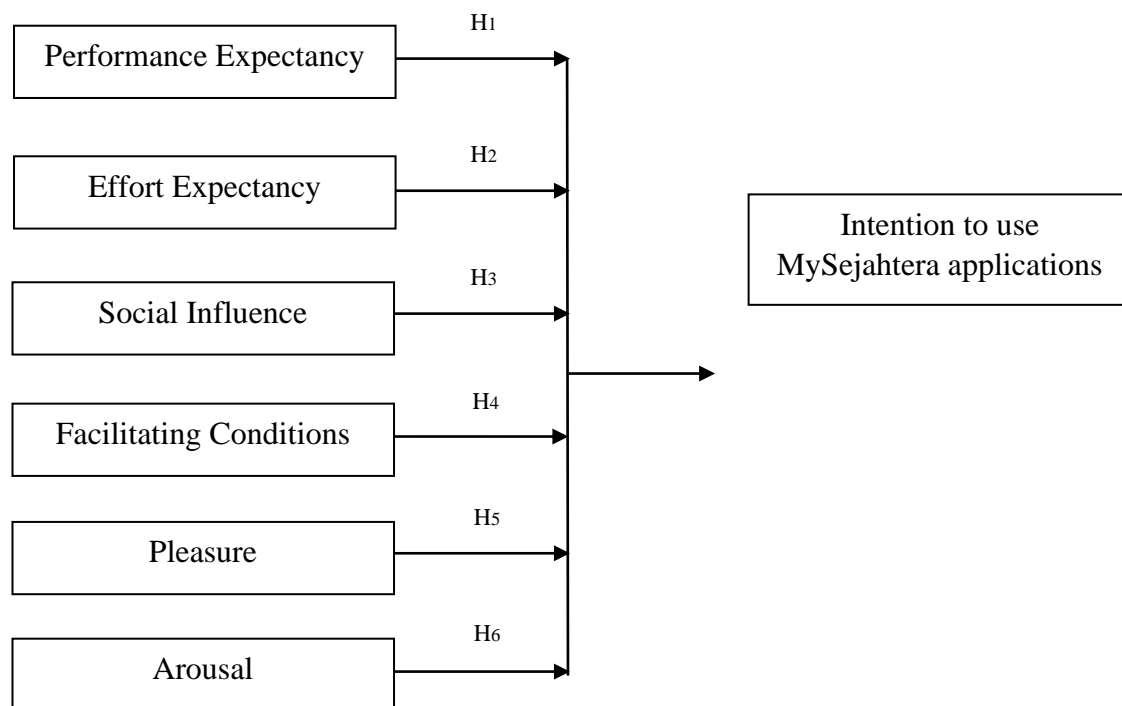 H1
Performance Expectancy
H2
Effort Expectancy
Intention to use
MySejahtera applications
H3
Social Influence
H4
Facilitating Conditions
H5
Pleasure
H6
Arousal